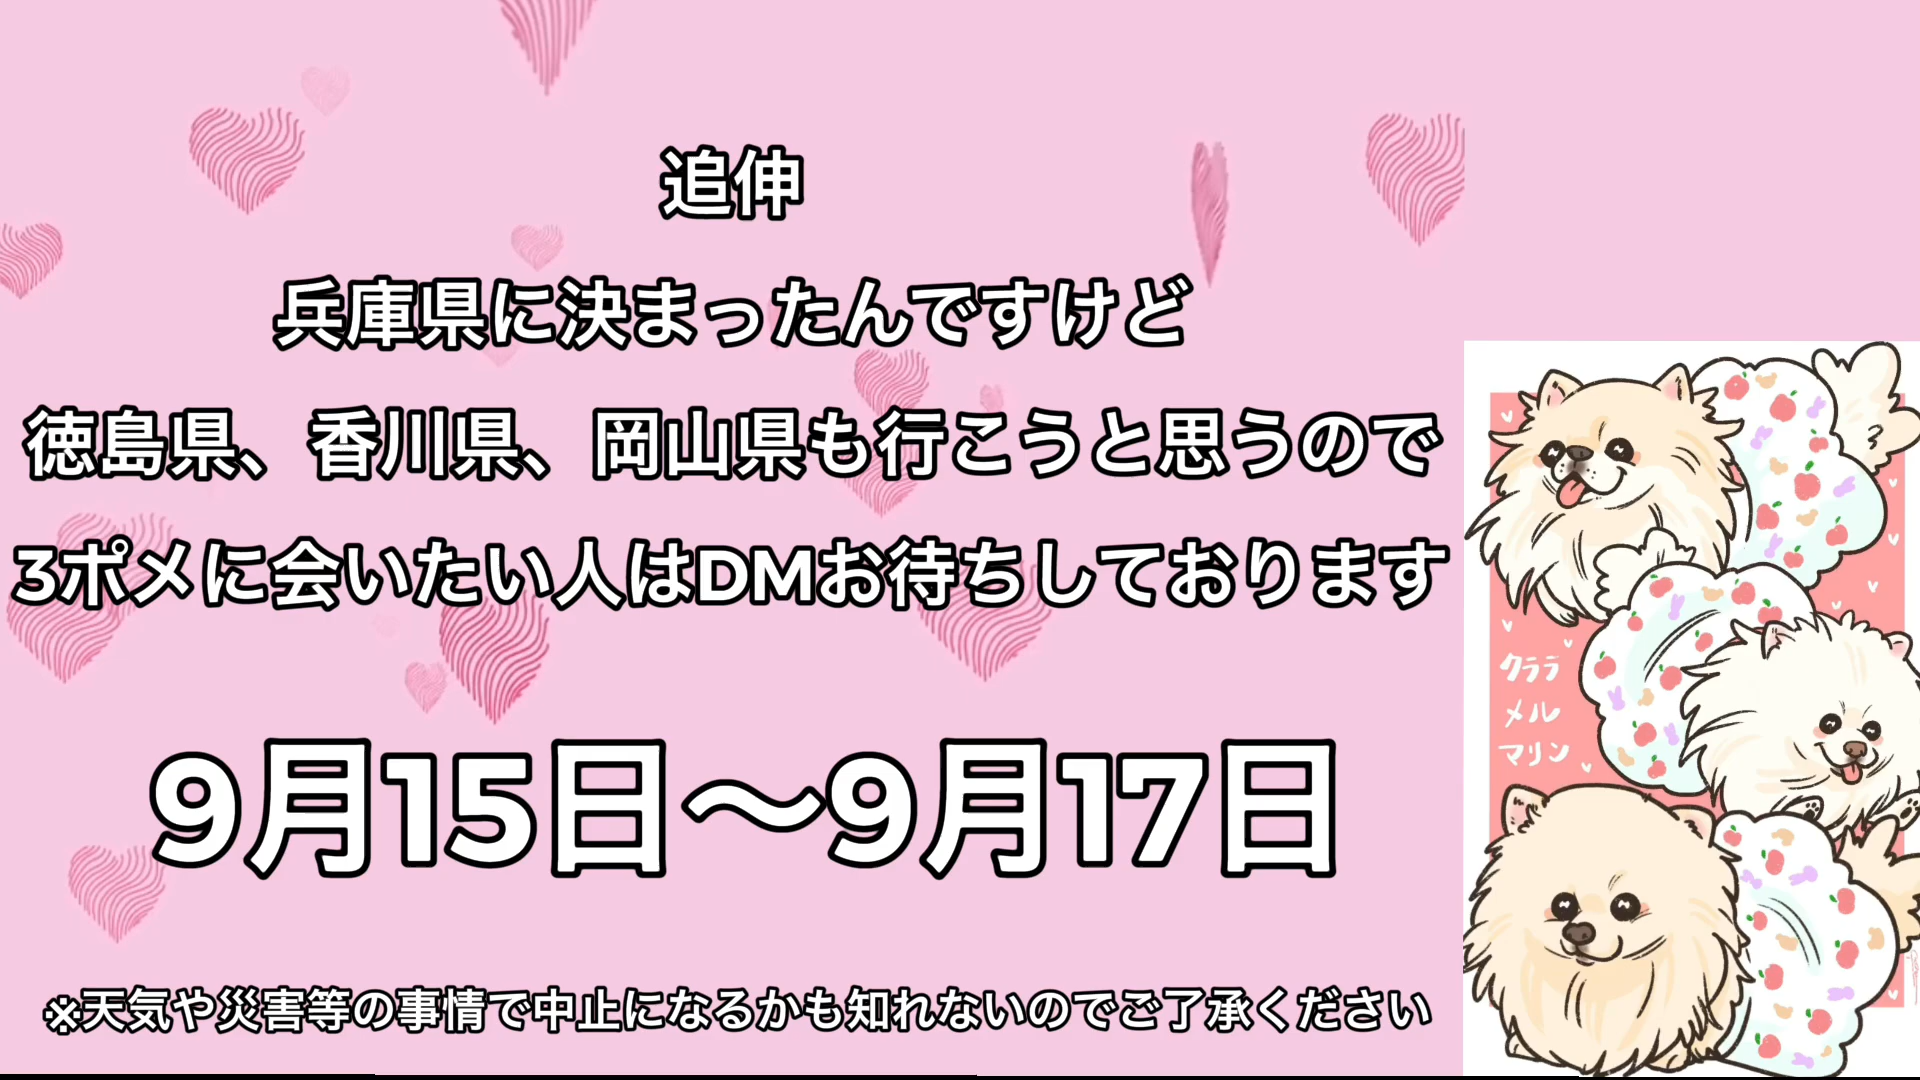 追伸
兵庫県に決まったんですけど
徳島県、香川県、岡山県も行こうと思うので
3ポメに会いたい人はDMお待ちしております
9月15日〜9月17日
※天気や災害等の事情で中止になるかも知れないのでご了承ください
クララ
メル
マリン